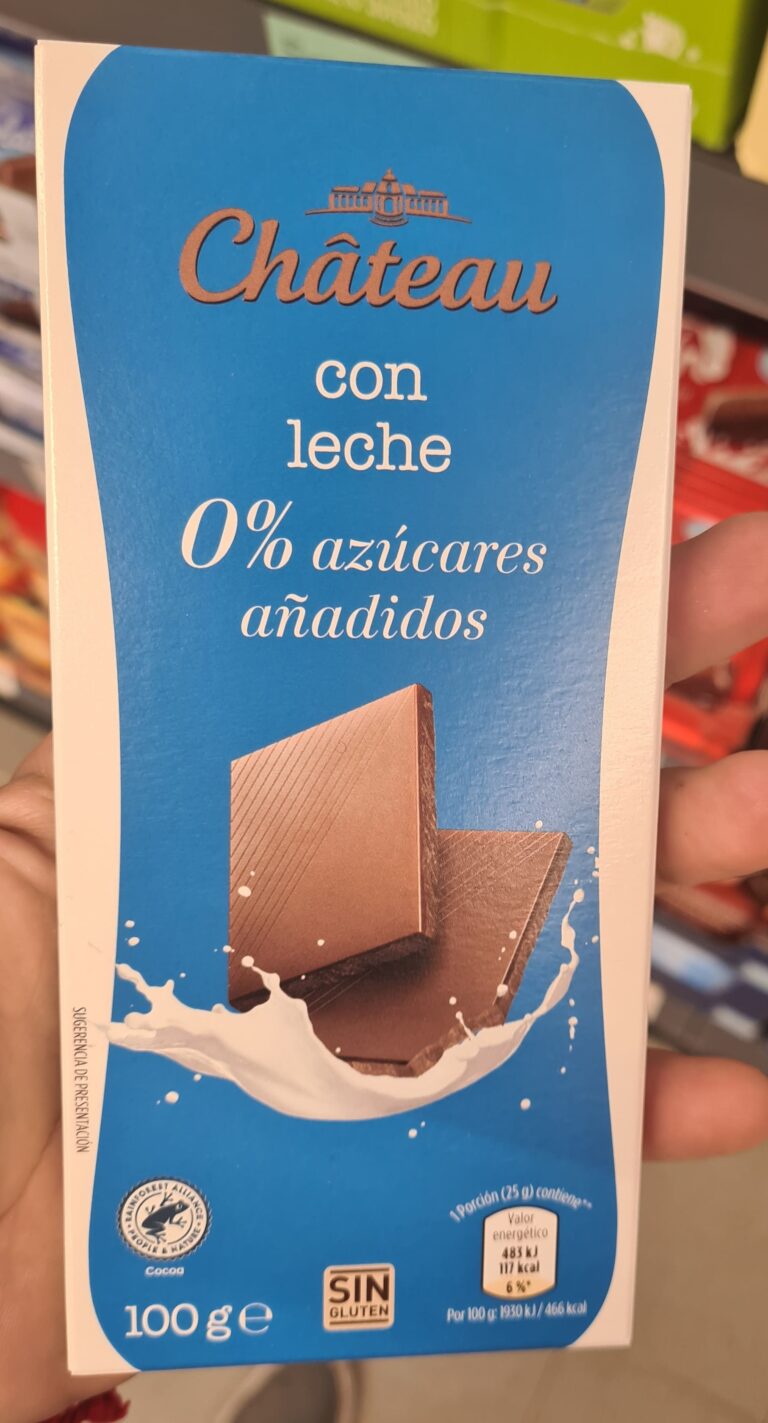 Château
con
leche
0% azúcares
añadidos
SUGERENCIA DE PRESENTACIÓN
RAINFOREST ALLIANCE
PEOPLE & NATURE
Cocoa
100 g e
SIN
GLUTEN
1 Porción (25 g) contiene**
Valor
energético
483 kJ
117 kcal
6 %*
Por 100 g: 1930 kJ / 466 kcal